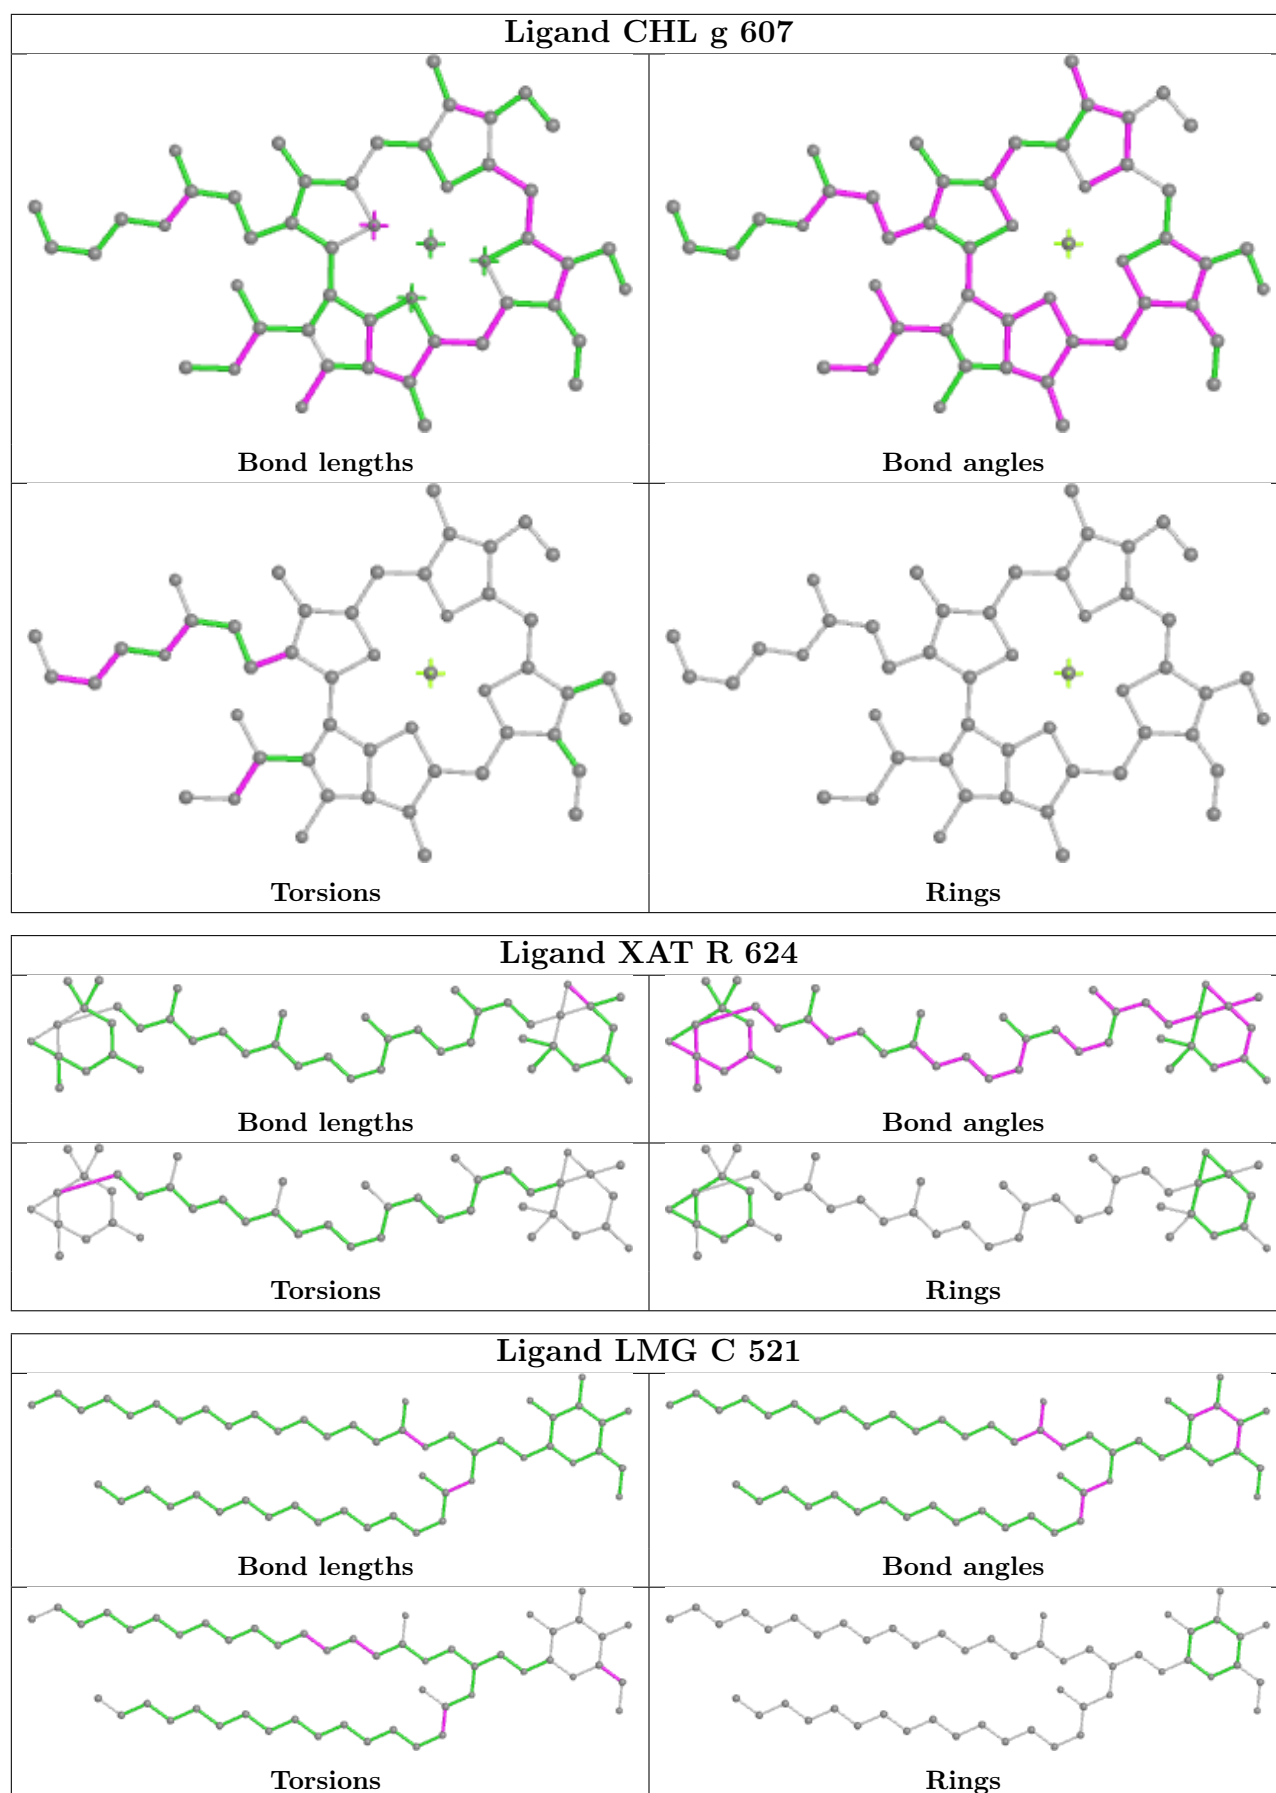 Ligand CHL g 607
Bond lengths
Bond angles
Torsions
Rings
Ligand XAT R 624
Bond lengths
Bond angles
Torsions
Rings
Ligand LMG C 521
Bond lengths
Bond angles
Torsions
Rings